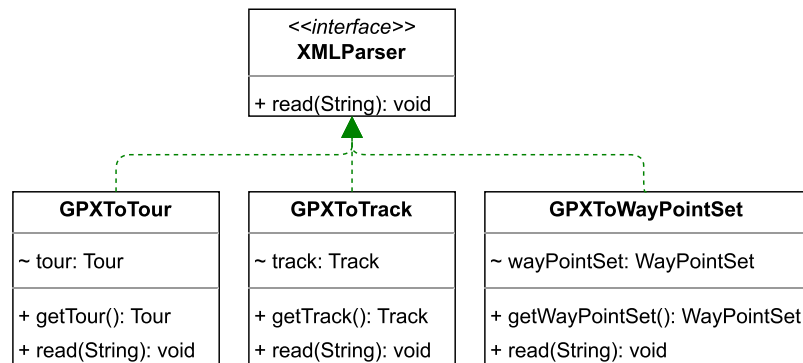 <<interface>>
XMLParser
+ read(String): void
GPXToTour
~ tour: Tour
+ getTour(): Tour
+ read(String): void
GPXToTrack
~ track: Track
+ getTrack(): Track
+ read(String): void
GPXToWayPointSet
~ wayPointSet: WayPointSet
+ getWayPointSet(): WayPointSet
+ read(String): void